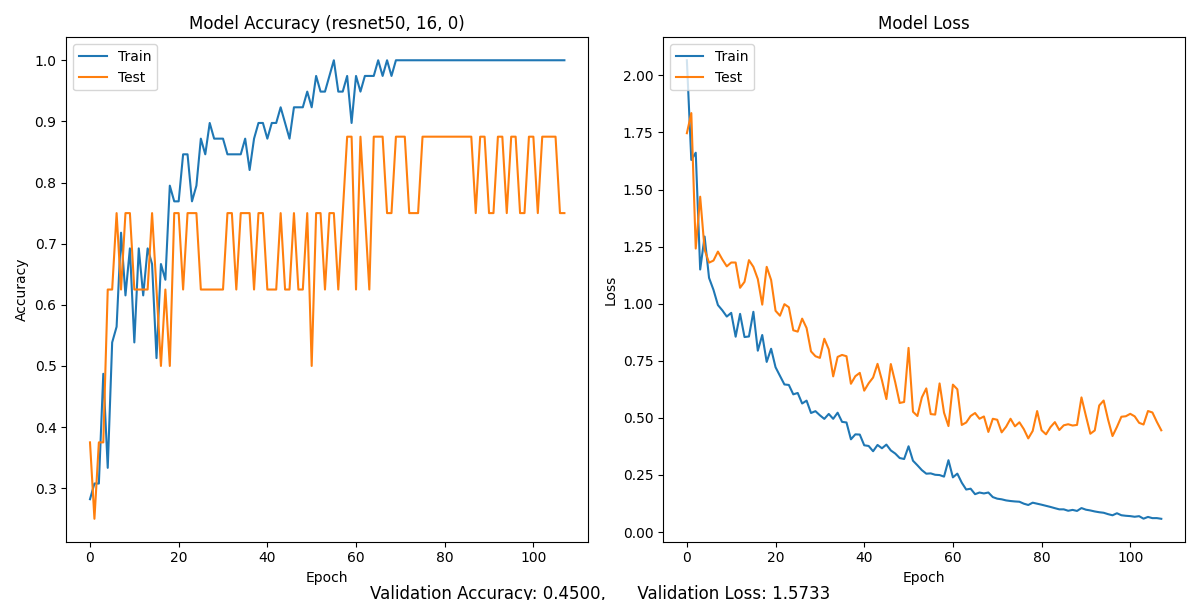 Model Accuracy (resnet50, 16, 0)
Train
Test
1.0
0.9
0.8
0.7
0.6
0.5
0.4
0.3
Accuracy
0
20
40
60
80
100
Epoch
Model Loss
Train
Test
2.00
1.75
1.50
1.25
1.00
0.75
0.50
0.25
0.00
Loss
0
20
40
60
80
100
Epoch
Validation Accuracy: 0.4500, Validation Loss: 1.5733